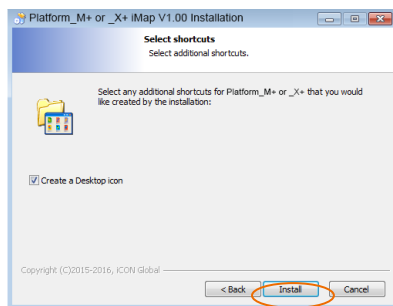 Platform_M+ or _X+ iMap V1.00 Installation
Select shortcuts
Select additional shortcuts.
Select any additional shortcuts for Platform_M+ or _X+ that you would
like created by the installation:
Create a Desktop icon
Copyright (C)2015-2016, iCON Global
< Back
Install
Cancel